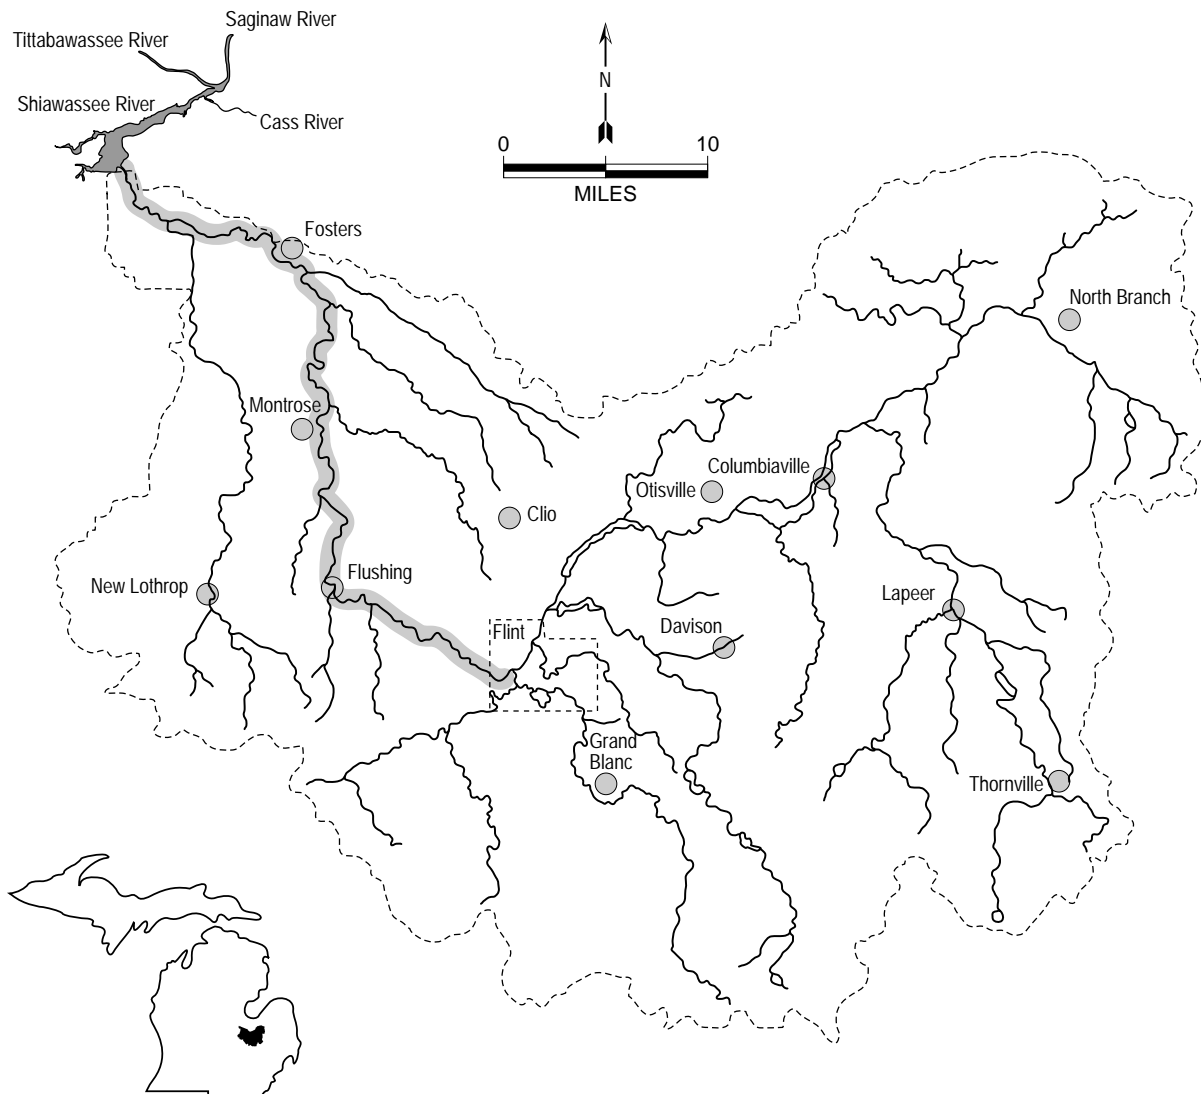 Saginaw River
Tittabawassee River
Shiawassee River
Cass River
N
0 10
MILES
Fosters
North Branch
Montrose
Columbiaville
Otisville
Clio
New Lothrop
Flushing
Lapeer
Flint
Davison
Grand
Blanc
Thornville